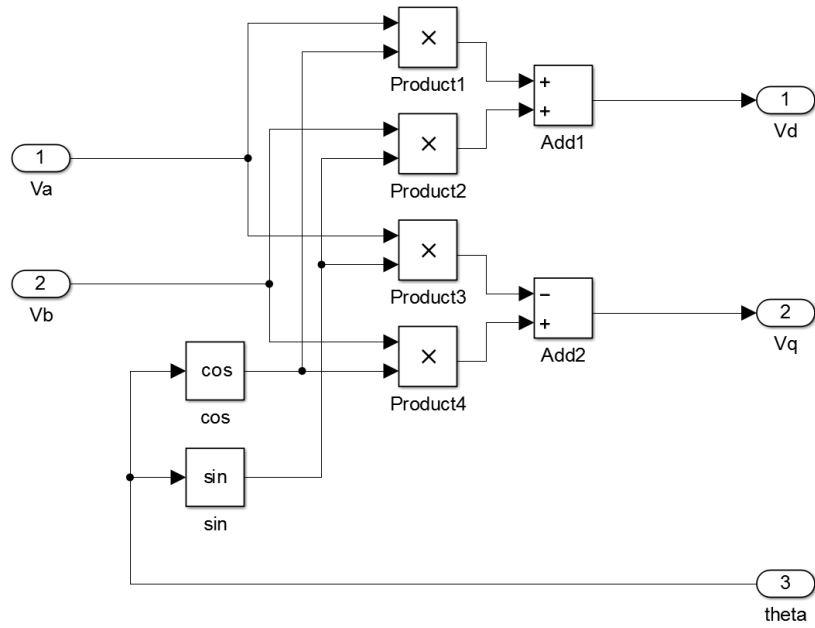 ×
Product1
+
+
Add1
1
Vd
×
Product2
1
Va
×
Product3
2
Vb
−
+
Add2
2
Vq
×
Product4
cos
cos
sin
sin
3
theta